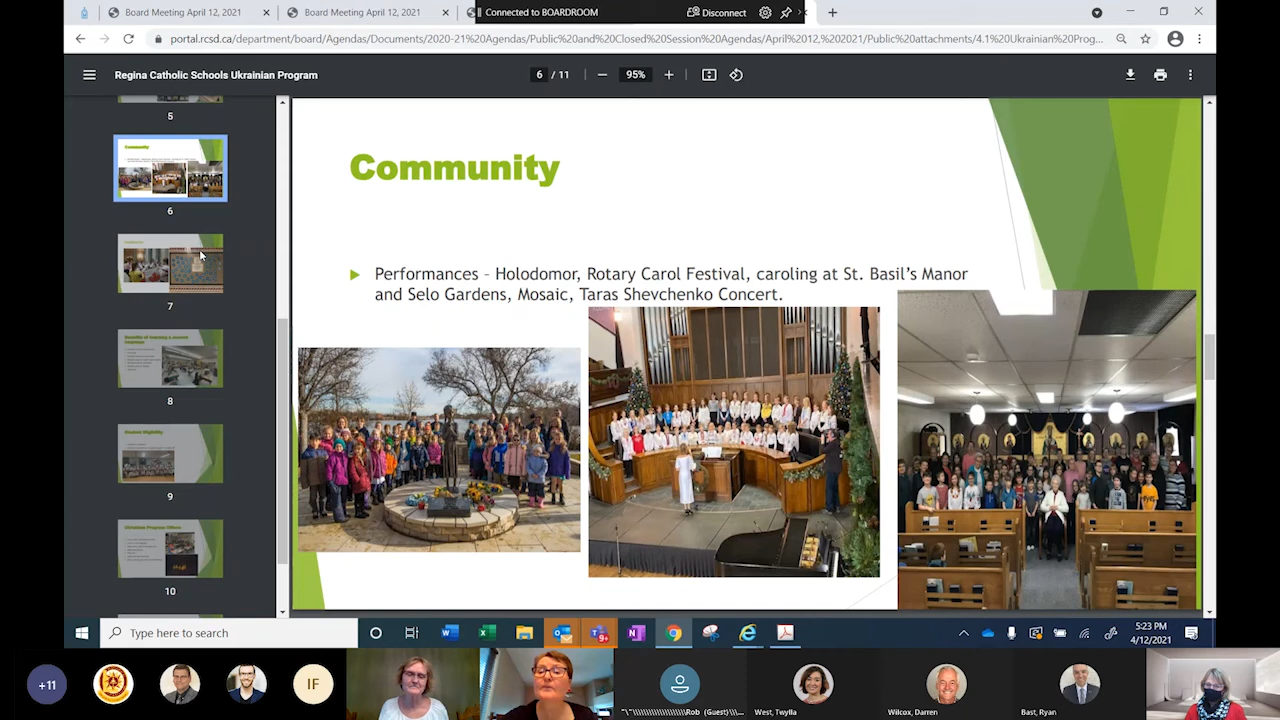 Board Meeting April 12, 2021
Board Meeting April 12, 2021
Connected to BOARDROOM
Disconnect
portal.rcsd.ca/department/board/Agendas/Documents/2020-21%20Agendas/Public%20and%20Closed%20Session%20Agendas/April%2012,%202021/Public%20attachments/4.1%20Ukrainian%20Prog...
Regina Catholic Schools Ukrainian Program
6 / 11
95%
5
6
7
8
9
10
Community
Performances – Holodomor, Rotary Carol Festival, caroling at St. Basil's Manor
and Selo Gardens, Mosaic, Taras Shevchenko Concert.
Type here to search
5:23 PM
4/12/2021
+11
IF
West, Twylla
Wilcox, Darren
Bast, Ryan